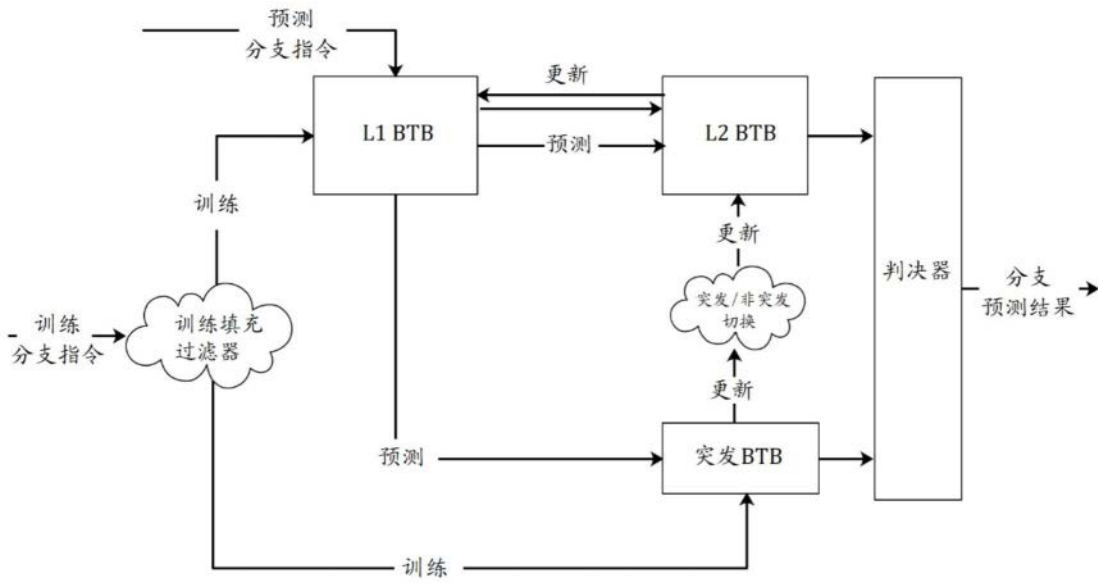 预测
分支指令
更新
L1 BTB
L2 BTB
预测
训练
更新
判决器
分支
预测结果
突发/非突发
切换
训练
分支指令
训练填充
过滤器
更新
预测
突发BTB
训练